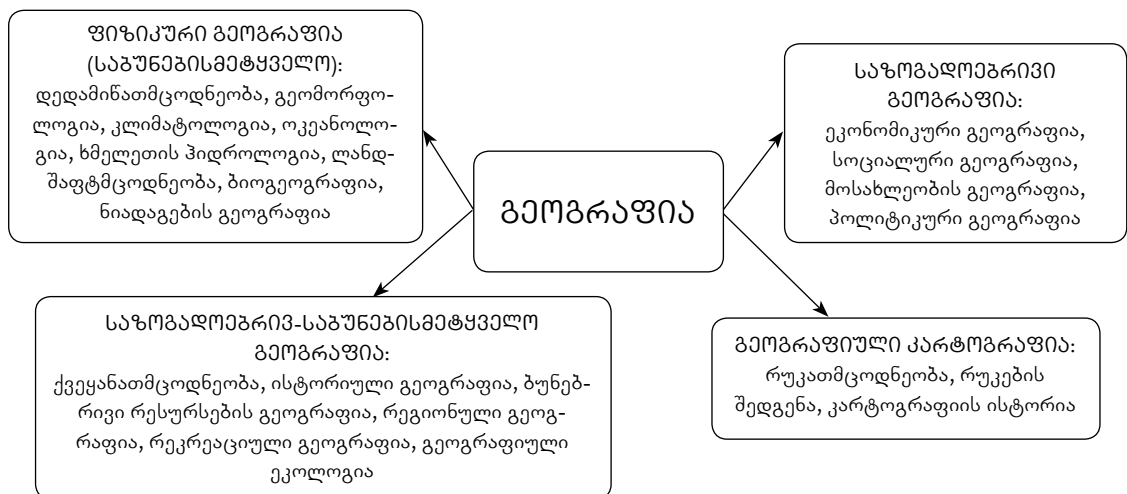 ფიზიკური გეოგრაფია
(საბუნებისმეტყველო):
დედამიწათმცოდნეობა, გეომორფო-
ლოგია, კლიმატოლოგია, ოკეანოლო-
გია, ხმელეთის ჰიდროლოგია, ლანდ-
შაფტმცოდნეობა, ბიოგეოგრაფია,
ნიადაგების გეოგრაფია
საზოგადოებრივი
გეოგრაფია:
ეკონომიკური გეოგრაფია,
სოციალური გეოგრაფია,
მოსახლეობის გეოგრაფია,
პოლიტიკური გეოგრაფია
გეოგრაფია
საზოგადოებრივ-საბუნებისმეტყველო
გეოგრაფია:
ქვეყანათმცოდნეობა, ისტორიული გეოგრაფია, ბუნებ-
რივი რესურსების გეოგრაფია, რეგიონული გეოგ-
რაფია, რეკრეაციული გეოგრაფია, გეოგრაფიული
ეკოლოგია
გეოგრაფიული კარტოგრაფია:
რუკათმცოდნეობა, რუკების
შედგენა, კარტოგრაფიის ისტორია